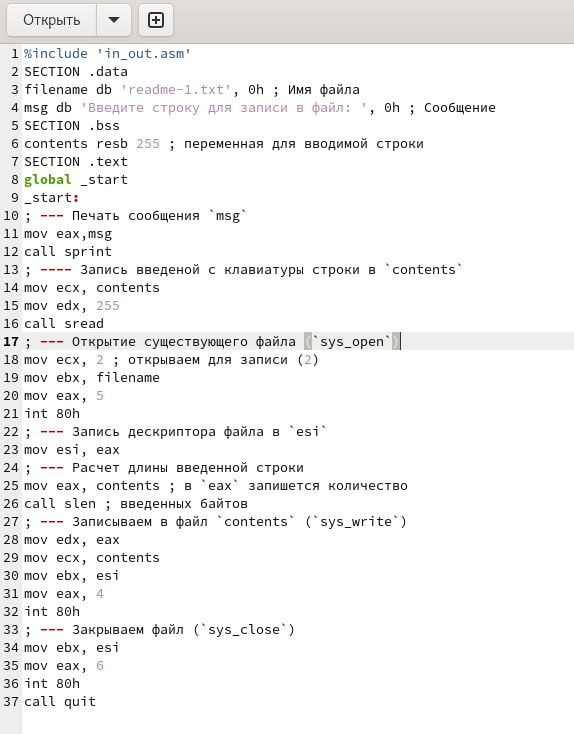 Открыть
1 %include 'in_out.asm'
2 SECTION .data
3 filename db 'readme-1.txt', 0h ; Имя файла
4 msg db 'Введите строку для записи в файл: ', 0h ; Сообщение
5 SECTION .bss
6 contents resb 255 ; переменная для вводимой строки
7 SECTION .text
8 global _start
9 _start:
10 ; --- Печать сообщения `msg`
11 mov eax,msg
12 call sprint
13 ; ---- Запись введеной с клавиатуры строки в `contents`
14 mov ecx, contents
15 mov edx, 255
16 call sread
17 ; --- Открытие существующего файла (`sys_open`)
18 mov ecx, 2 ; открываем для записи (2)
19 mov ebx, filename
20 mov eax, 5
21 int 80h
22 ; --- Запись дескриптора файла в `esi`
23 mov esi, eax
24 ; --- Расчет длины введенной строки
25 mov eax, contents ; в `eax` запишется количество
26 call slen ; введенных байтов
27 ; --- Записываем в файл `contents` (`sys_write`)
28 mov edx, eax
29 mov ecx, contents
30 mov ebx, esi
31 mov eax, 4
32 int 80h
33 ; --- Закрываем файл (`sys_close`)
34 mov ebx, esi
35 mov eax, 6
36 int 80h
37 call quit